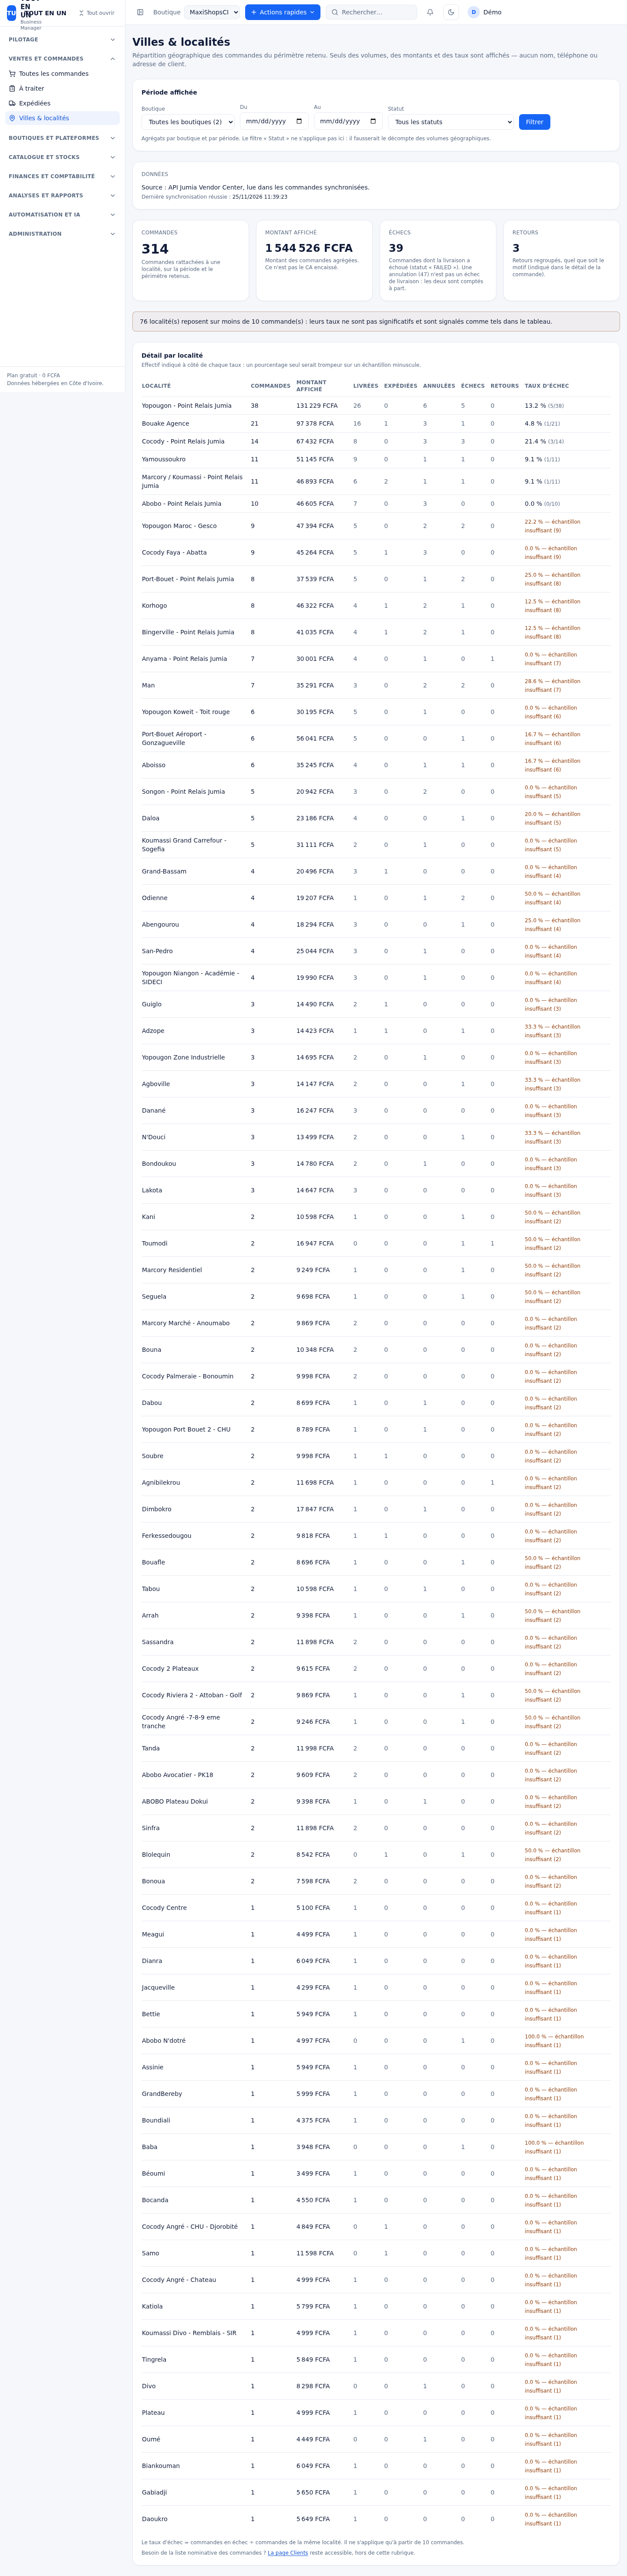 TU
TOUT EN UN
Business Manager
Tout ouvrir
PILOTAGE
VENTES ET COMMANDES
Toutes les commandes
À traiter
Expédiées
Villes & localités
BOUTIQUES ET PLATEFORMES
CATALOGUE ET STOCKS
FINANCES ET COMPTABILITÉ
ANALYSES ET RAPPORTS
AUTOMATISATION ET IA
ADMINISTRATION
Plan gratuit · 0 FCFA
Données hébergées en Côte d'Ivoire.
Boutique MaxiShopsCI + Actions rapides Rechercher… D Démo
Villes & localités
Répartition géographique des commandes du périmètre retenu. Seuls des volumes, des montants et des taux sont affichés — aucun nom, téléphone ou
adresse de client.
Période affichée
Boutique Du Au Statut
Toutes les boutiques (2) mm/dd/yyyy mm/dd/yyyy Tous les statuts Filtrer
Agrégats par boutique et par période. Le filtre « Statut » ne s'applique pas ici : il fausserait le décompte des volumes géographiques.
DONNÉES
Source : API Jumia Vendor Center, lue dans les commandes synchronisées.
Dernière synchronisation réussie : 25/11/2026 11:39:23
COMMANDES
314
Commandes rattachées à une
localité, sur la période et le
périmètre retenus.
MONTANT AFFICHÉ
1 544 526 FCFA
Montant des commandes agrégées.
Ce n'est pas le CA encaissé.
ÉCHECS
39
Commandes dont la livraison a
échoué (statut « FAILED »). Une
annulation (47) n'est pas un échec
de livraison : les deux sont comptés
à part.
RETOURS
3
Retours regroupés, quel que soit le
motif (indiqué dans le détail de la
commande).
76 localité(s) reposent sur moins de 10 commande(s) : leurs taux ne sont pas significatifs et sont signalés comme tels dans le tableau.
Détail par localité
Effectif indiqué à côté de chaque taux : un pourcentage seul serait trompeur sur un échantillon minuscule.
LOCALITÉ COMMANDES MONTANT AFFICHÉ LIVRÉES EXPÉDIÉES ANNULÉES ÉCHECS RETOURS TAUX D'ÉCHEC
Yopougon - Point Relais Jumia 38 131 229 FCFA 26 0 6 5 0 13.2 % (5/38)
Bouake Agence 21 97 378 FCFA 16 1 3 1 0 4.8 % (1/21)
Cocody - Point Relais Jumia 14 67 432 FCFA 8 0 3 3 0 21.4 % (3/14)
Yamoussoukro 11 51 145 FCFA 9 0 1 1 0 9.1 % (1/11)
Marcory / Koumassi - Point Relais Jumia 11 46 893 FCFA 6 2 1 1 0 9.1 % (1/11)
Abobo - Point Relais Jumia 10 46 605 FCFA 7 0 3 0 0 0.0 % (0/10)
Yopougon Maroc - Gesco 9 47 394 FCFA 5 0 2 2 0 22.2 % — échantillon insuffisant (9)
Cocody Faya - Abatta 9 45 264 FCFA 5 1 3 0 0 0.0 % — échantillon insuffisant (9)
Port-Bouet - Point Relais Jumia 8 37 539 FCFA 5 0 1 2 0 25.0 % — échantillon insuffisant (8)
Korhogo 8 46 322 FCFA 4 1 2 1 0 12.5 % — échantillon insuffisant (8)
Bingerville - Point Relais Jumia 8 41 035 FCFA 4 1 2 1 0 12.5 % — échantillon insuffisant (8)
Anyama - Point Relais Jumia 7 30 001 FCFA 4 0 1 0 1 0.0 % — échantillon insuffisant (7)
Man 7 35 291 FCFA 3 0 2 2 0 28.6 % — échantillon insuffisant (7)
Yopougon Koweit - Toit rouge 6 30 195 FCFA 5 0 1 0 0 0.0 % — échantillon insuffisant (6)
Port-Bouet Aéroport - Gonzagueville 6 56 041 FCFA 5 0 0 1 0 16.7 % — échantillon insuffisant (6)
Aboisso 6 35 245 FCFA 4 0 1 1 0 16.7 % — échantillon insuffisant (6)
Songon - Point Relais Jumia 5 20 942 FCFA 3 0 2 0 0 0.0 % — échantillon insuffisant (5)
Daloa 5 23 186 FCFA 4 0 0 1 0 20.0 % — échantillon insuffisant (5)
Koumassi Grand Carrefour - Sogefia 5 31 111 FCFA 2 0 1 0 0 0.0 % — échantillon insuffisant (5)
Grand-Bassam 4 20 496 FCFA 3 1 0 0 0 0.0 % — échantillon insuffisant (4)
Odienne 4 19 207 FCFA 1 0 1 2 0 50.0 % — échantillon insuffisant (4)
Abengourou 4 18 294 FCFA 3 0 0 1 0 25.0 % — échantillon insuffisant (4)
San-Pedro 4 25 044 FCFA 3 0 1 0 0 0.0 % — échantillon insuffisant (4)
Yopougon Niangon - Académie - SIDECI 4 19 990 FCFA 3 0 1 0 0 0.0 % — échantillon insuffisant (4)
Guiglo 3 14 490 FCFA 2 1 0 0 0 0.0 % — échantillon insuffisant (3)
Adzope 3 14 423 FCFA 1 1 0 1 0 33.3 % — échantillon insuffisant (3)
Yopougon Zone Industrielle 3 14 695 FCFA 2 0 1 0 0 0.0 % — échantillon insuffisant (3)
Agboville 3 14 147 FCFA 2 0 0 1 0 33.3 % — échantillon insuffisant (3)
Danané 3 16 247 FCFA 3 0 0 0 0 0.0 % — échantillon insuffisant (3)
N'Douci 3 13 499 FCFA 2 0 0 1 0 33.3 % — échantillon insuffisant (3)
Bondoukou 3 14 780 FCFA 2 0 1 0 0 0.0 % — échantillon insuffisant (3)
Lakota 3 14 647 FCFA 3 0 0 0 0 0.0 % — échantillon insuffisant (3)
Kani 2 10 598 FCFA 1 0 0 1 0 50.0 % — échantillon insuffisant (2)
Toumodi 2 16 947 FCFA 0 0 0 1 1 50.0 % — échantillon insuffisant (2)
Marcory Residentiel 2 9 249 FCFA 1 0 0 1 0 50.0 % — échantillon insuffisant (2)
Seguela 2 9 698 FCFA 1 0 0 1 0 50.0 % — échantillon insuffisant (2)
Marcory Marché - Anoumabo 2 9 869 FCFA 2 0 0 0 0 0.0 % — échantillon insuffisant (2)
Bouna 2 10 348 FCFA 2 0 0 0 0 0.0 % — échantillon insuffisant (2)
Cocody Palmeraie - Bonoumin 2 9 998 FCFA 2 0 0 0 0 0.0 % — échantillon insuffisant (2)
Dabou 2 8 699 FCFA 1 0 1 0 0 0.0 % — échantillon insuffisant (2)
Yopougon Port Bouet 2 - CHU 2 8 789 FCFA 1 0 1 0 0 0.0 % — échantillon insuffisant (2)
Soubre 2 9 998 FCFA 1 1 0 0 0 0.0 % — échantillon insuffisant (2)
Agnibilekrou 2 11 698 FCFA 1 0 0 0 1 0.0 % — échantillon insuffisant (2)
Dimbokro 2 17 847 FCFA 1 0 1 0 0 0.0 % — échantillon insuffisant (2)
Ferkessedougou 2 9 818 FCFA 1 1 0 0 0 0.0 % — échantillon insuffisant (2)
Bouafle 2 8 696 FCFA 1 0 0 1 0 50.0 % — échantillon insuffisant (2)
Tabou 2 10 598 FCFA 1 0 1 0 0 0.0 % — échantillon insuffisant (2)
Arrah 2 9 398 FCFA 1 0 0 1 0 50.0 % — échantillon insuffisant (2)
Sassandra 2 11 898 FCFA 2 0 0 0 0 0.0 % — échantillon insuffisant (2)
Cocody 2 Plateaux 2 9 615 FCFA 2 0 0 0 0 0.0 % — échantillon insuffisant (2)
Cocody Riviera 2 - Attoban - Golf 2 9 869 FCFA 1 0 0 1 0 50.0 % — échantillon insuffisant (2)
Cocody Angré -7-8-9 eme tranche 2 9 246 FCFA 1 0 0 1 0 50.0 % — échantillon insuffisant (2)
Tanda 2 11 998 FCFA 2 0 0 0 0 0.0 % — échantillon insuffisant (2)
Abobo Avocatier - PK18 2 9 609 FCFA 2 0 0 0 0 0.0 % — échantillon insuffisant (2)
ABOBO Plateau Dokui 2 9 398 FCFA 1 0 1 0 0 0.0 % — échantillon insuffisant (2)
Sinfra 2 11 898 FCFA 2 0 0 0 0 0.0 % — échantillon insuffisant (2)
Blolequin 2 8 542 FCFA 0 1 0 1 0 50.0 % — échantillon insuffisant (2)
Bonoua 2 7 598 FCFA 2 0 0 0 0 0.0 % — échantillon insuffisant (2)
Cocody Centre 1 5 100 FCFA 1 0 0 0 0 0.0 % — échantillon insuffisant (1)
Meagui 1 4 499 FCFA 1 0 0 0 0 0.0 % — échantillon insuffisant (1)
Dianra 1 6 049 FCFA 1 0 0 0 0 0.0 % — échantillon insuffisant (1)
Jacqueville 1 4 299 FCFA 1 0 0 0 0 0.0 % — échantillon insuffisant (1)
Bettie 1 5 949 FCFA 1 0 0 0 0 0.0 % — échantillon insuffisant (1)
Abobo N'dotré 1 4 997 FCFA 0 0 0 1 0 100.0 % — échantillon insuffisant (1)
Assinie 1 5 949 FCFA 1 0 0 0 0 0.0 % — échantillon insuffisant (1)
GrandBereby 1 5 999 FCFA 1 0 0 0 0 0.0 % — échantillon insuffisant (1)
Boundiali 1 4 375 FCFA 1 0 0 0 0 0.0 % — échantillon insuffisant (1)
Baba 1 3 948 FCFA 0 0 0 1 0 100.0 % — échantillon insuffisant (1)
Béoumi 1 3 499 FCFA 1 0 0 0 0 0.0 % — échantillon insuffisant (1)
Bocanda 1 4 550 FCFA 1 0 0 0 0 0.0 % — échantillon insuffisant (1)
Cocody Angré - CHU - Djorobité 1 4 849 FCFA 0 1 0 0 0 0.0 % — échantillon insuffisant (1)
Samo 1 11 598 FCFA 0 1 0 0 0 0.0 % — échantillon insuffisant (1)
Cocody Angré - Chateau 1 4 999 FCFA 1 0 0 0 0 0.0 % — échantillon insuffisant (1)
Katiola 1 5 799 FCFA 1 0 0 0 0 0.0 % — échantillon insuffisant (1)
Koumassi Divo - Remblais - SIR 1 4 999 FCFA 1 0 0 0 0 0.0 % — échantillon insuffisant (1)
Tingrela 1 5 849 FCFA 1 0 0 0 0 0.0 % — échantillon insuffisant (1)
Divo 1 8 298 FCFA 0 0 1 0 0 0.0 % — échantillon insuffisant (1)
Plateau 1 4 999 FCFA 1 0 0 0 0 0.0 % — échantillon insuffisant (1)
Oumé 1 4 449 FCFA 0 0 1 0 0 0.0 % — échantillon insuffisant (1)
Biankouman 1 6 049 FCFA 1 0 0 0 0 0.0 % — échantillon insuffisant (1)
Gabiadji 1 5 650 FCFA 1 0 0 0 0 0.0 % — échantillon insuffisant (1)
Daoukro 1 5 649 FCFA 1 0 0 0 0 0.0 % — échantillon insuffisant (1)
Le taux d'échec = commandes en échec ÷ commandes de la même localité. Il ne s'applique qu'à partir de 10 commandes.
Besoin de la liste nominative des commandes ? La page Clients reste accessible, hors de cette rubrique.